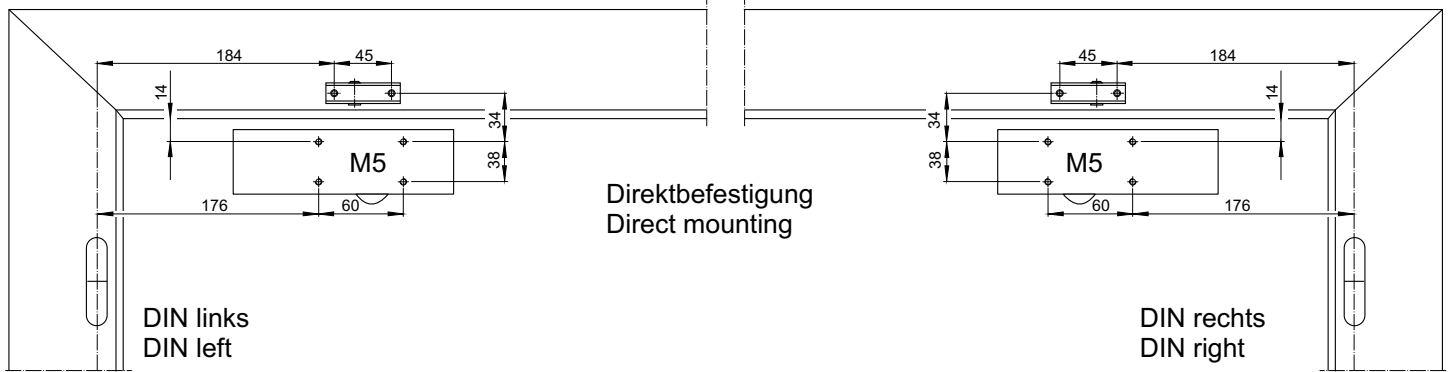 184
45
45
184
14
14
34
34
M5
M5
38
38
176
60
60
176
Direktbefestigung
Direct mounting
DIN links
DIN left
DIN rechts
DIN right